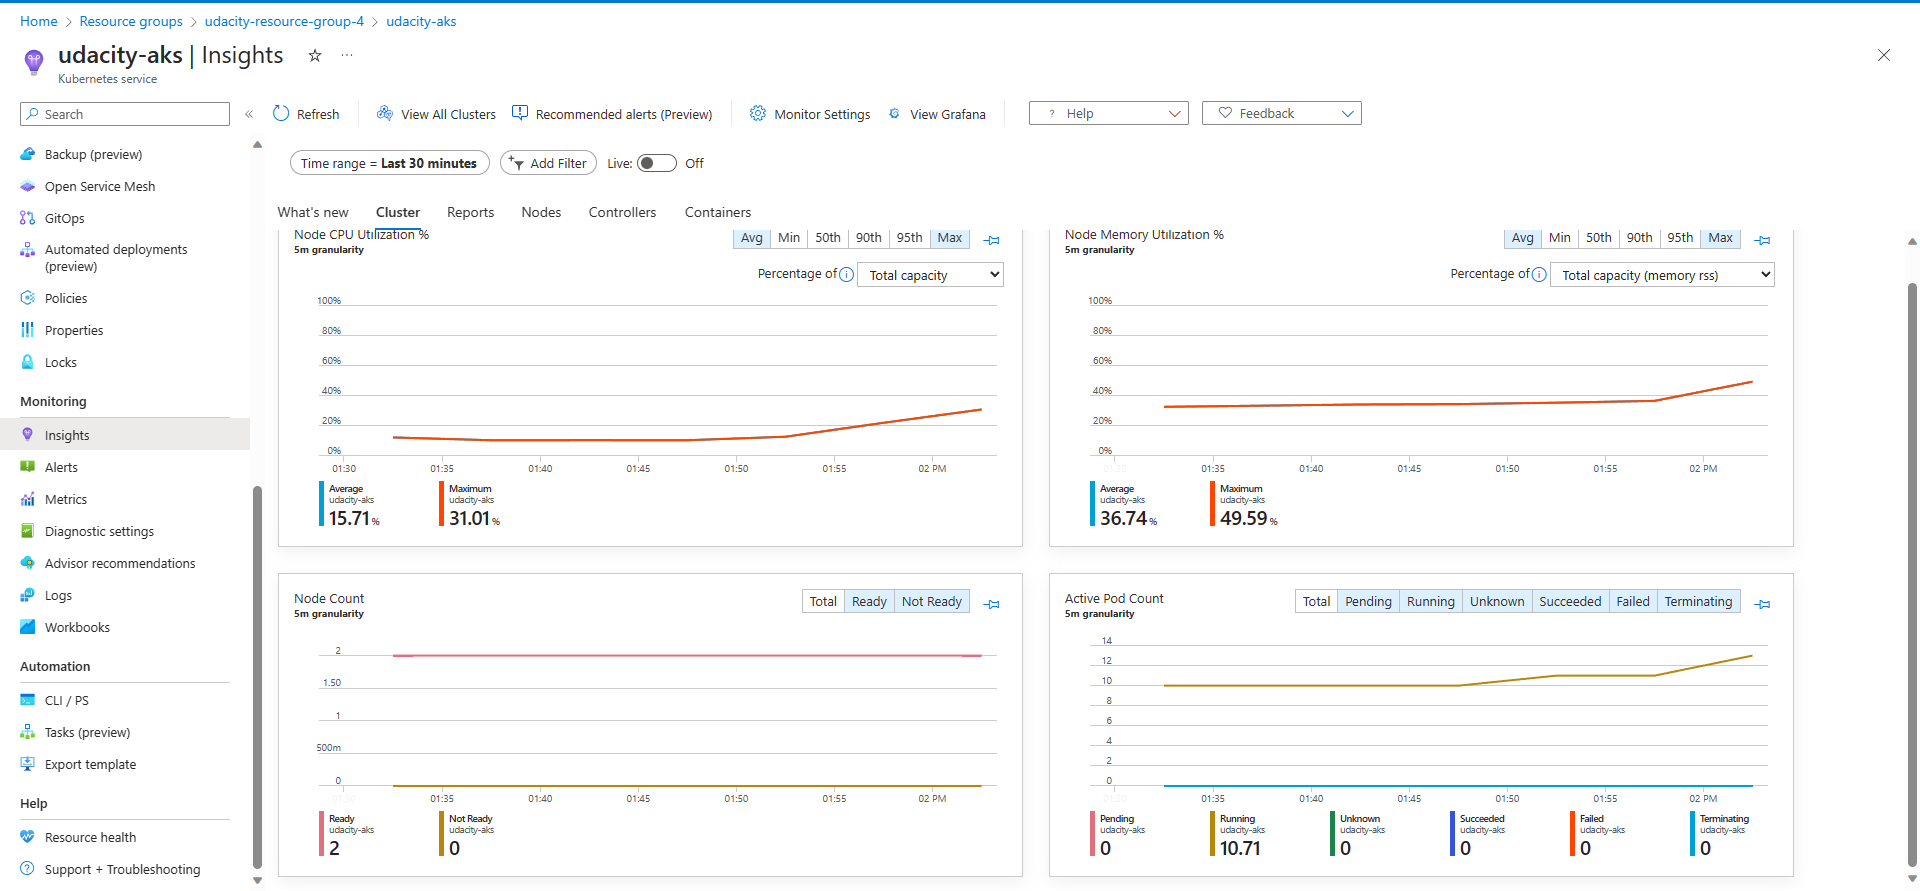 Home > Resource groups > udacity-resource-group-4 > udacity-aks
udacity-aks | Insights
Kubernetes service
Search
Refresh
View All Clusters
Recommended alerts (Preview)
Monitor Settings
View Grafana
? Help
Feedback
Backup (preview)
Open Service Mesh
GitOps
Automated deployments
(preview)
Policies
Properties
Locks
Monitoring
Insights
Alerts
Metrics
Diagnostic settings
Advisor recommendations
Logs
Workbooks
Automation
CLI / PS
Tasks (preview)
Export template
Help
Resource health
Support + Troubleshooting
Time range = Last 30 minutes
Add Filter
Live: Off
What's new Cluster Reports Nodes Controllers Containers
Node CPU Utilization %
5m granularity
Avg Min 50th 90th 95th Max
Percentage of Total capacity
100%
80%
60%
40%
20%
0%
01:30 01:35 01:40 01:45 01:50 01:55 02 PM
Average
udacity-aks
15.71 %
Maximum
udacity-aks
31.01 %
Node Memory Utilization %
5m granularity
Avg Min 50th 90th 95th Max
Percentage of Total capacity (memory rss)
100%
80%
60%
40%
20%
0%
01:30 01:35 01:40 01:45 01:50 01:55 02 PM
Average
udacity-aks
36.74 %
Maximum
udacity-aks
49.59 %
Node Count
5m granularity
Total Ready Not Ready
2
1.50
1
500m
0
01:30 01:35 01:40 01:45 01:50 01:55 02 PM
Ready
udacity-aks
2
Not Ready
udacity-aks
0
Active Pod Count
5m granularity
Total Pending Running Unknown Succeeded Failed Terminating
14
12
10
8
6
4
2
0
01:30 01:35 01:40 01:45 01:50 01:55 02 PM
Pending
udacity-aks
0
Running
udacity-aks
10.71
Unknown
udacity-aks
0
Succeeded
udacity-aks
0
Failed
udacity-aks
0
Terminating
udacity-aks
0